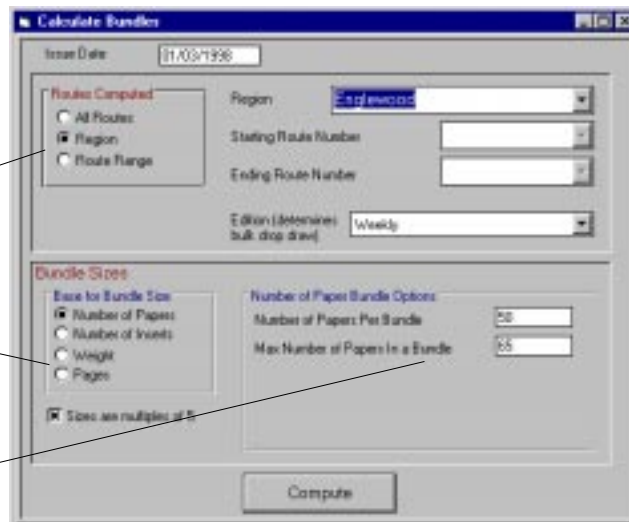 Calculate Bundles
Issue Date 01/03/1998
Routes Computed
All Routes
Region
Route Range
Region Englewood
Starting Route Number
Ending Route Number
Edition (determines
bulk drop draw) Weekly
Bundle Sizes
Base for Bundle Size
Number of Papers
Number of Inserts
Weight
Pages
Sizes are multiples of 5
Number of Paper Bundle Options
Number of Papers Per Bundle 50
Max Number of Papers In a Bundle 65
Compute